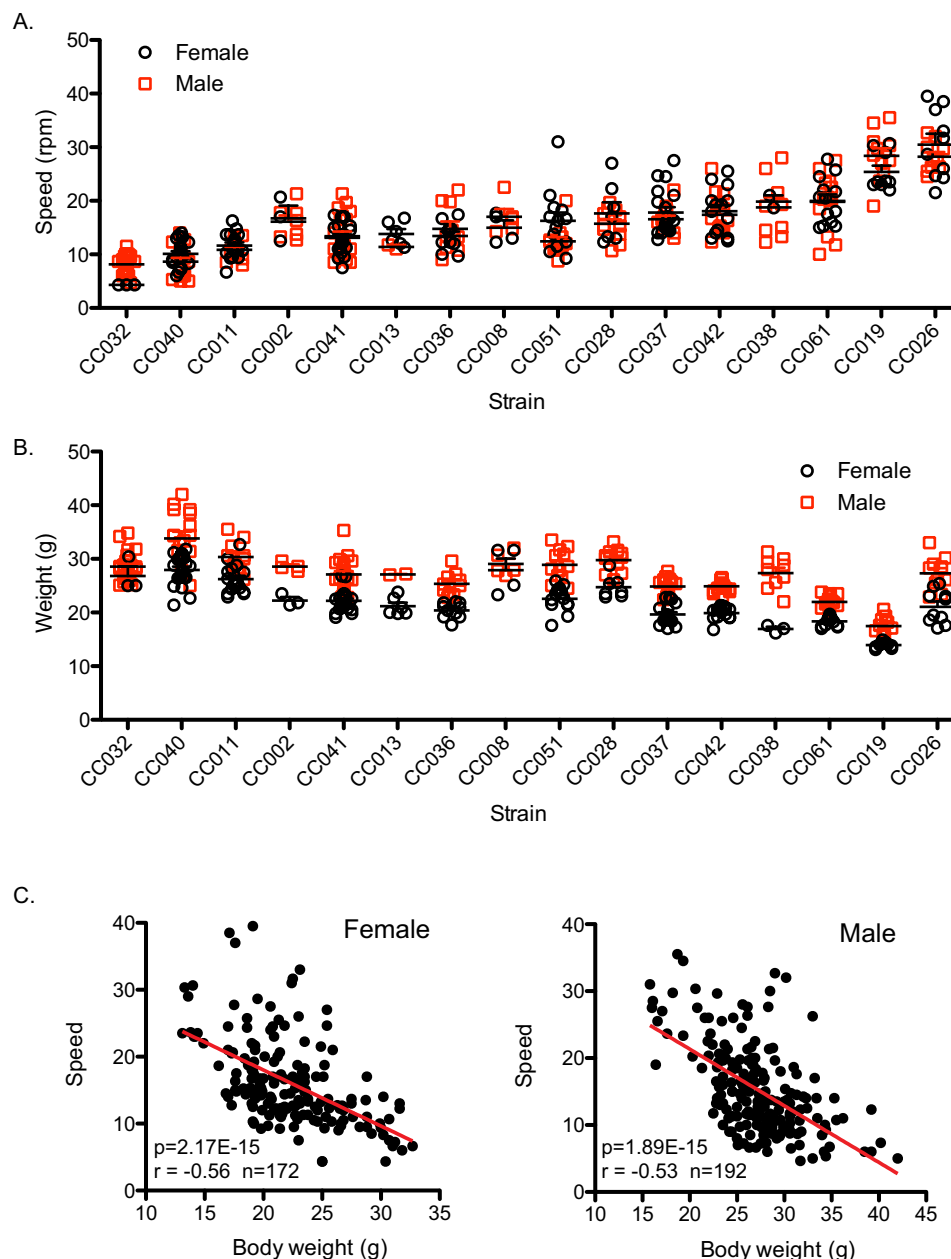 A.
50
40
30
20
10
0
Speed (rpm)
Female
Male
CC032
CC040
CC011
CC002
CC041
CC013
CC036
CC008
CC051
CC028
CC037
CC042
CC038
CC061
CC019
CC026
Strain
B.
50
40
30
20
10
0
Weight (g)
Female
Male
CC032
CC040
CC011
CC002
CC041
CC013
CC036
CC008
CC051
CC028
CC037
CC042
CC038
CC061
CC019
CC026
Strain
C.
Female
40
30
20
10
0
Speed
p=2.17E-15
r = -0.56 n=172
10 15 20 25 30 35
Body weight (g)
Male
40
30
20
10
0
Speed
p=1.89E-15
r = -0.53 n=192
10 15 20 25 30 35 40 45
Body weight (g)